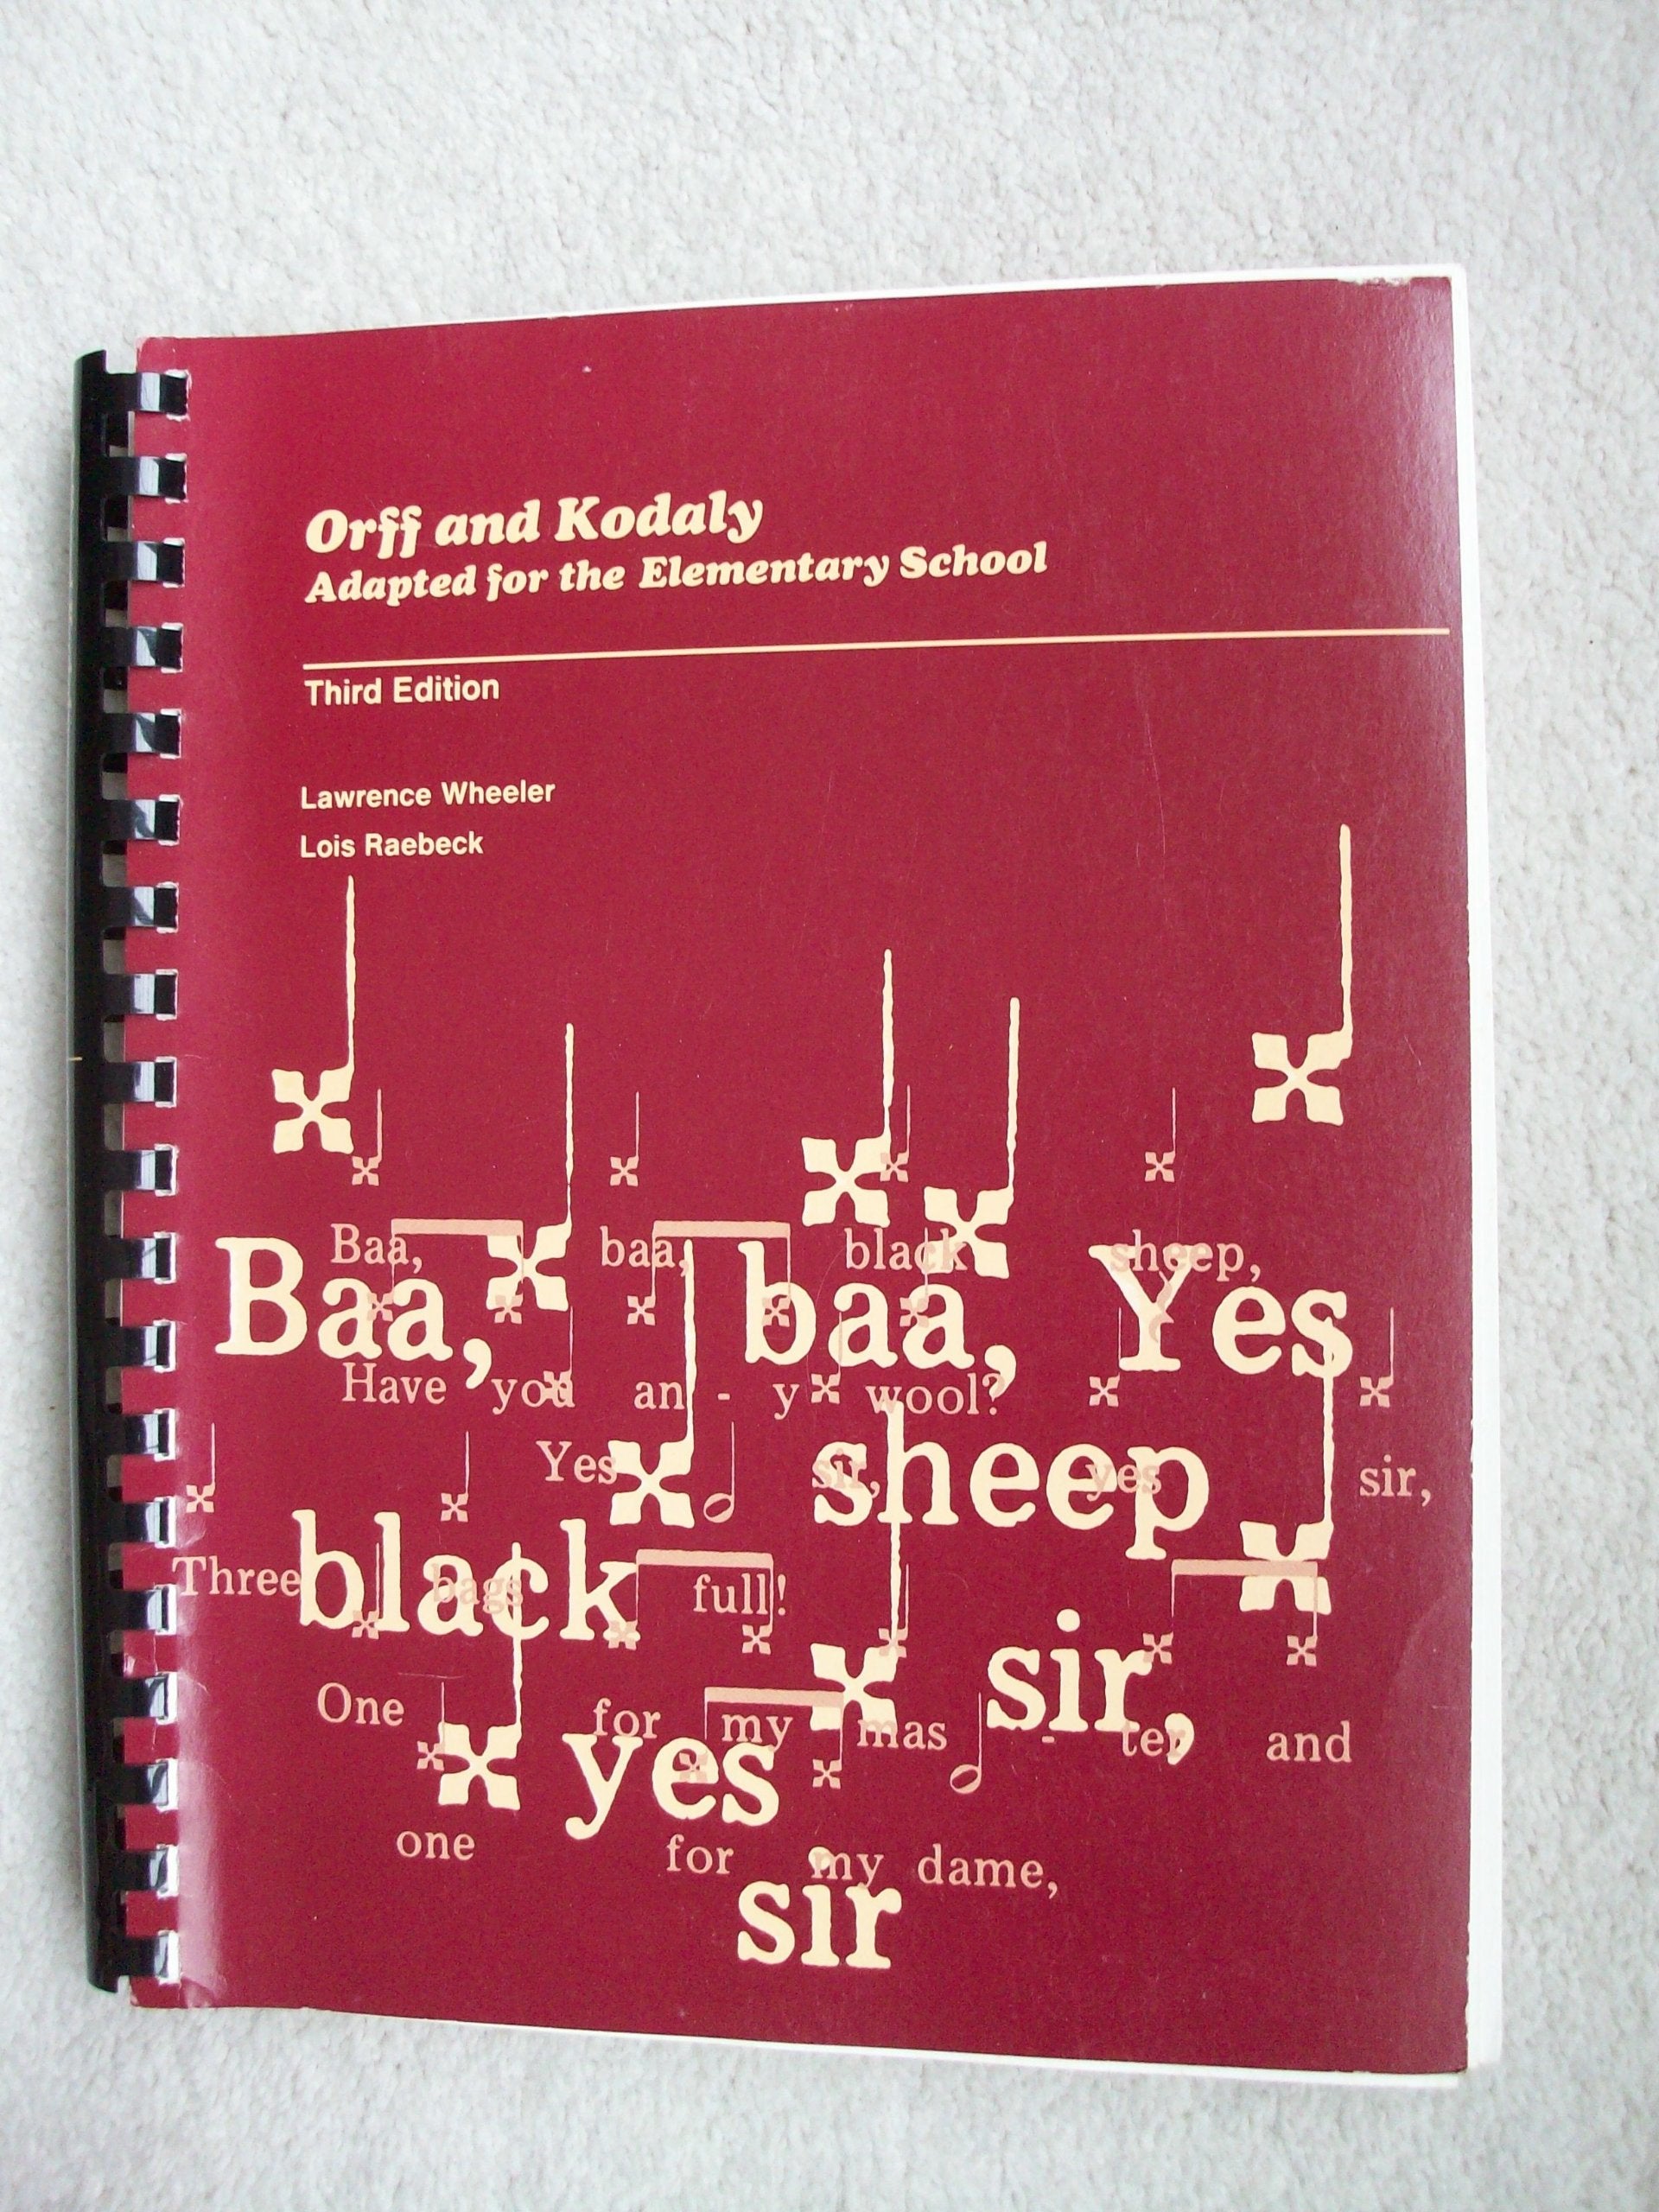 Orff and Kodaly
Adapted for the Elementary School
Third Edition
Lawrence Wheeler
Lois Raebeck
Baa, baa, black sheep,
Baa, baa, Yes
Have you an - y wool?
Yes sir, yes sir,
sheep
Three bags full!
black
sir,
One for my mas - ter and
yes
one for my dame,
sir